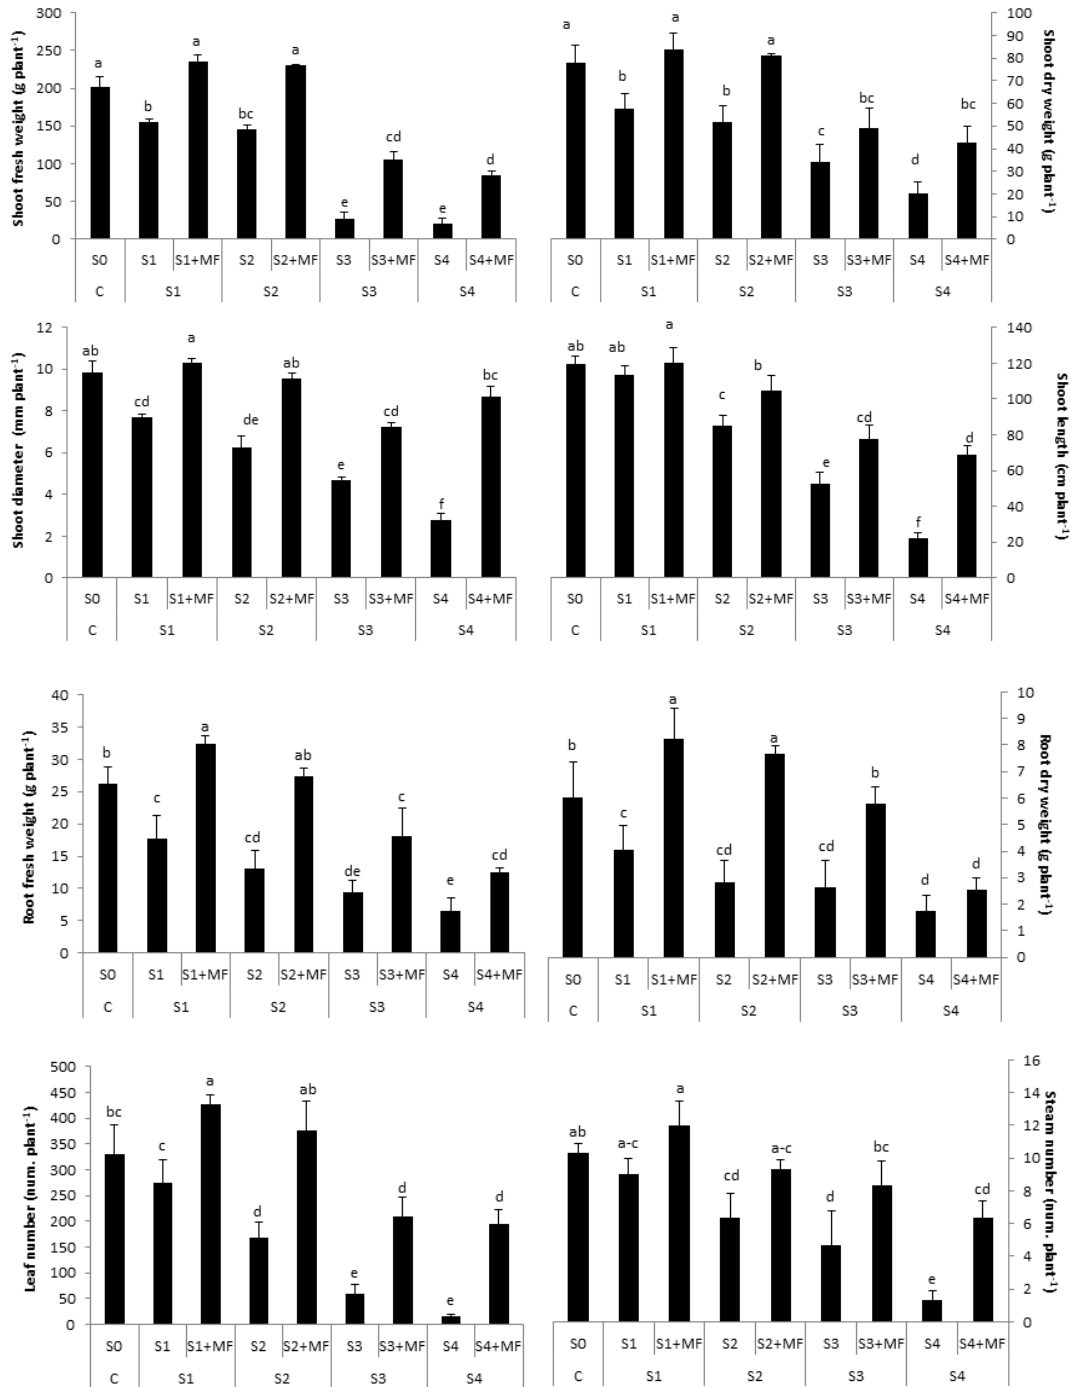 Shoot fresh weight (g plant⁻¹)
300
250
200
150
100
50
0
a
b
a
bc
a
e
cd
e
d
S0 S1 S1+MF S2 S2+MF S3 S3+MF S4 S4+MF
C S1 S2 S3 S4
Shoot dry weight (g plant⁻¹)
100
90
80
70
60
50
40
30
20
10
0
a
b
a
b
a
c
bc
d
bc
S0 S1 S1+MF S2 S2+MF S3 S3+MF S4 S4+MF
C S1 S2 S3 S4
Shoot diameter (mm plant⁻¹)
12
10
8
6
4
2
0
ab
cd
a
de
ab
e
cd
f
bc
S0 S1 S1+MF S2 S2+MF S3 S3+MF S4 S4+MF
C S1 S2 S3 S4
Shoot length (cm plant⁻¹)
140
120
100
80
60
40
20
0
ab
ab
a
c
b
e
cd
f
d
S0 S1 S1+MF S2 S2+MF S3 S3+MF S4 S4+MF
C S1 S2 S3 S4
Root fresh weight (g plant⁻¹)
40
35
30
25
20
15
10
5
0
b
c
a
cd
ab
de
c
e
cd
S0 S1 S1+MF S2 S2+MF S3 S3+MF S4 S4+MF
C S1 S2 S3 S4
Root dry weight (g plant⁻¹)
10
9
8
7
6
5
4
3
2
1
0
b
c
a
cd
a
cd
b
d
d
S0 S1 S1+MF S2 S2+MF S3 S3+MF S4 S4+MF
C S1 S2 S3 S4
Leaf number (num. plant⁻¹)
500
450
400
350
300
250
200
150
100
50
0
bc
c
a
d
ab
e
d
e
d
S0 S1 S1+MF S2 S2+MF S3 S3+MF S4 S4+MF
C S1 S2 S3 S4
Steam number (num. plant⁻¹)
16
14
12
10
8
6
4
2
0
ab
a-c
a
cd
a-c
d
bc
e
cd
S0 S1 S1+MF S2 S2+MF S3 S3+MF S4 S4+MF
C S1 S2 S3 S4